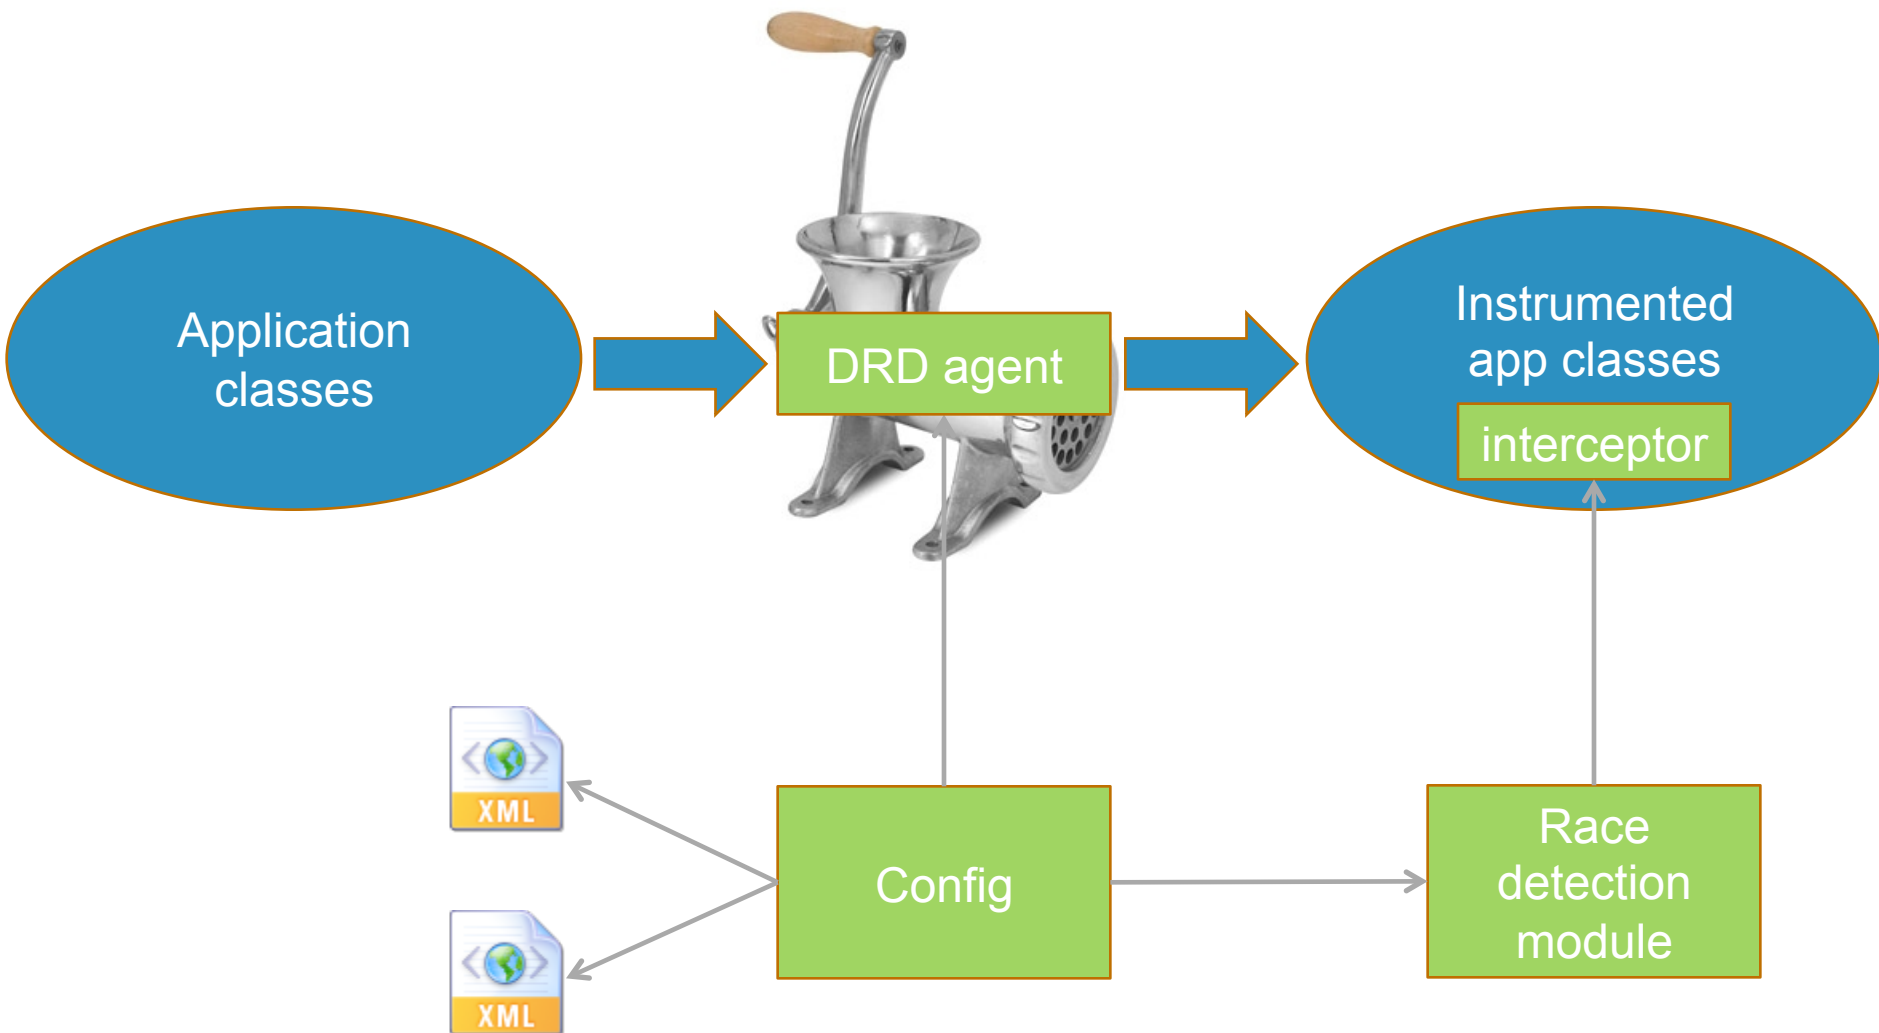 Application
classes
DRD agent
Instrumented
app classes
interceptor
XML
XML
Config
Race
detection
module